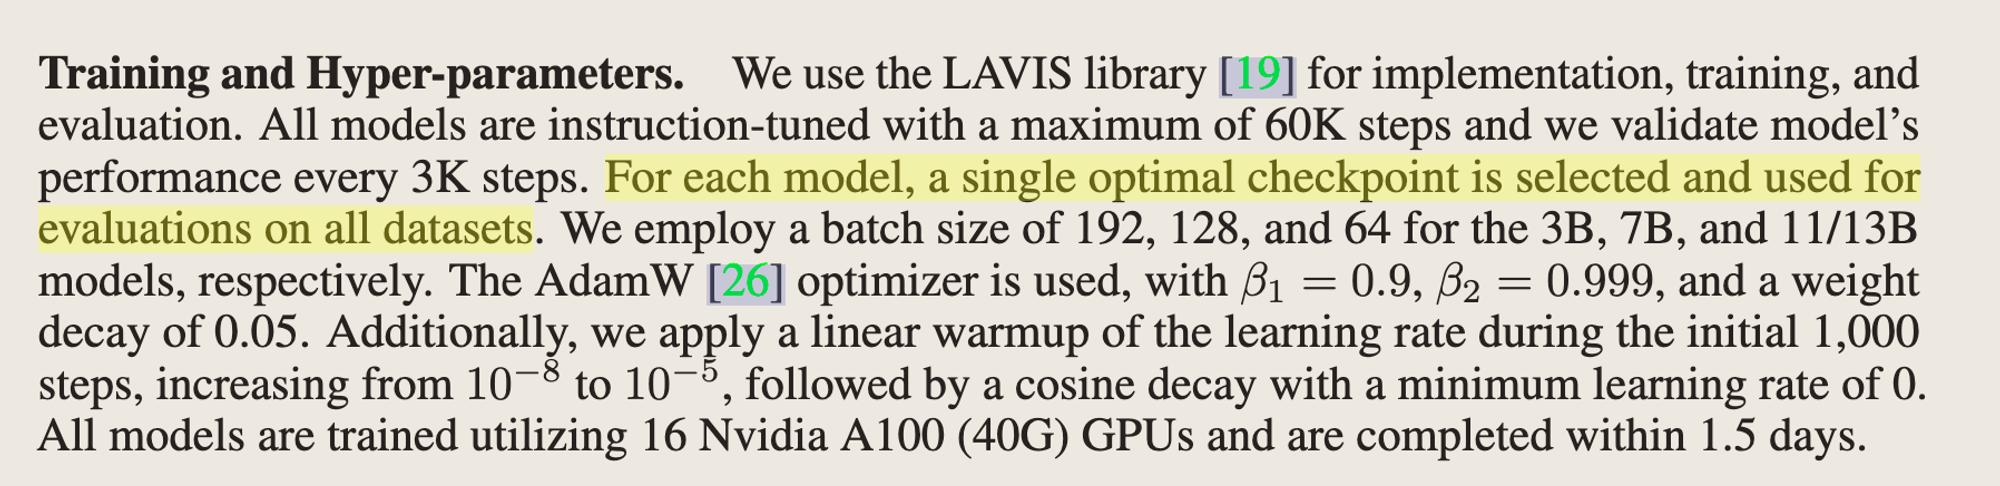 Training and Hyper-parameters. We use the LAVIS library [19] for implementation, training, and
evaluation. All models are instruction-tuned with a maximum of 60K steps and we validate model's
performance every 3K steps. For each model, a single optimal checkpoint is selected and used for
evaluations on all datasets. We employ a batch size of 192, 128, and 64 for the 3B, 7B, and 11/13B
models, respectively. The AdamW [26] optimizer is used, with β₁ = 0.9, β₂ = 0.999, and a weight
decay of 0.05. Additionally, we apply a linear warmup of the learning rate during the initial 1,000
steps, increasing from 10⁻⁸ to 10⁻⁵, followed by a cosine decay with a minimum learning rate of 0.
All models are trained utilizing 16 Nvidia A100 (40G) GPUs and are completed within 1.5 days.